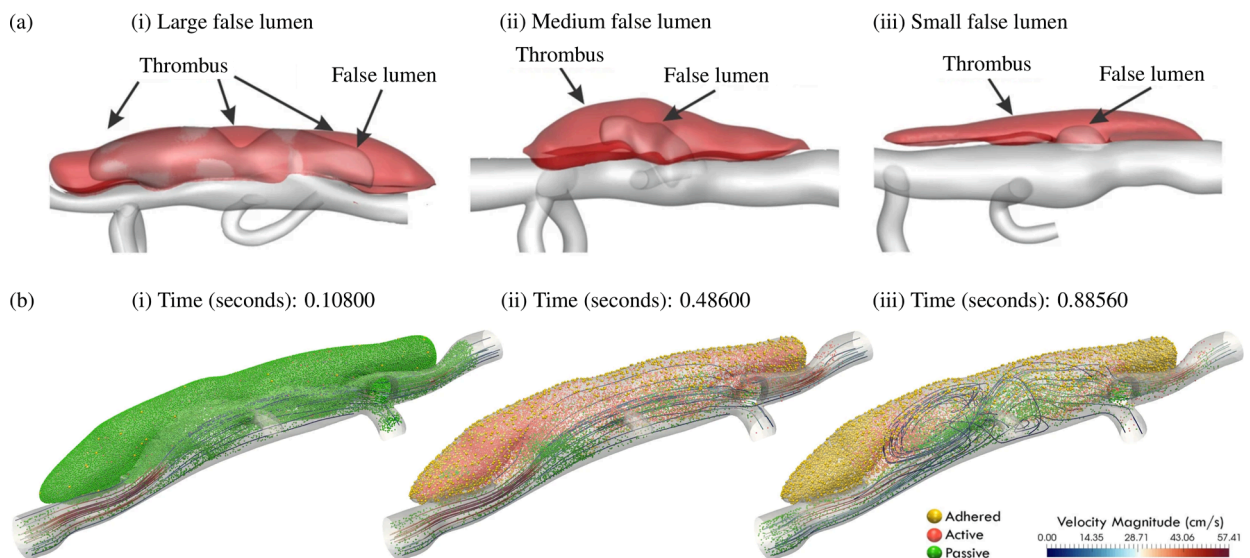 (a) (i) Large false lumen (ii) Medium false lumen (iii) Small false lumen
Thrombus False lumen Thrombus False lumen Thrombus False lumen
(b) (i) Time (seconds): 0.10800 (ii) Time (seconds): 0.48600 (iii) Time (seconds): 0.88560
Adhered
Active
Passive
Velocity Magnitude (cm/s)
0.00 14.35 28.71 43.06 57.41